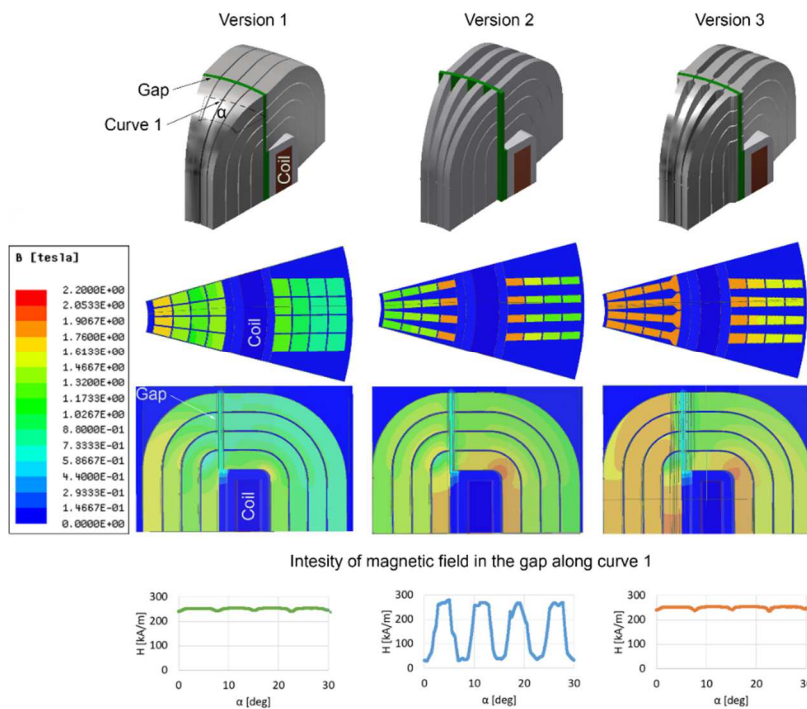 Version 1
Version 2
Version 3
Gap
Curve 1
α
Coil
Coil
Coil
B [tesla]
2.2000E+00
2.0533E+00
1.9067E+00
1.7600E+00
1.6133E+00
1.4667E+00
1.3200E+00
1.1733E+00
1.0267E+00
8.8000E-01
7.3333E-01
5.8667E-01
4.4000E-01
2.9333E-01
1.4667E-01
0.0000E+00
Coil
Gap
Coil
Intesity of magnetic field in the gap along curve 1
H [kA/m]
300
200
100
0
0 10 20 30
α [deg]
H [kA/m]
300
200
100
0
0 10 20 30
α [deg]
H [kA/m]
300
200
100
0
0 10 20 30
α [deg]